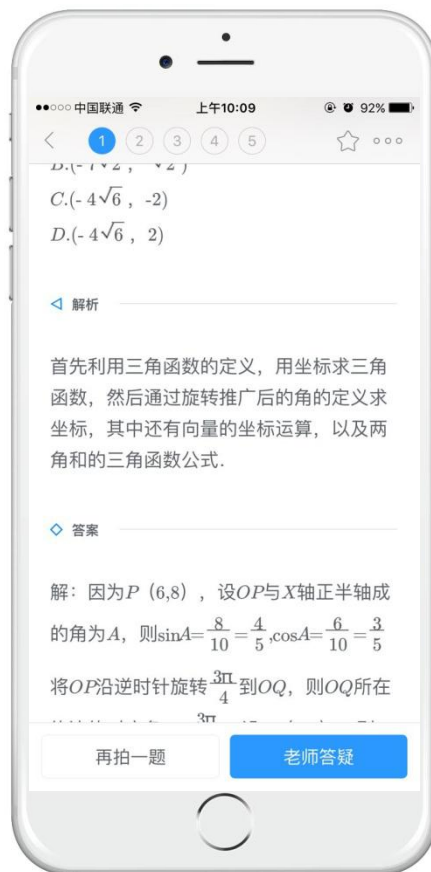 中国联通 上午10:09 92%
1 2 3 4 5
C.(- 4√6 , -2)
D.(- 4√6 , 2)
解析
首先利用三角函数的定义，用坐标求三角
函数，然后通过旋转推广后的角的定义求
坐标，其中还有向量的坐标运算，以及两
角和的三角函数公式.
答案
解：因为P（6,8），设OP与X轴正半轴成
的角为A，则sinA=8/10=4/5,cosA=6/10=3/5
将OP沿逆时针旋转3π/4到OQ，则OQ所在
再拍一题 老师答疑